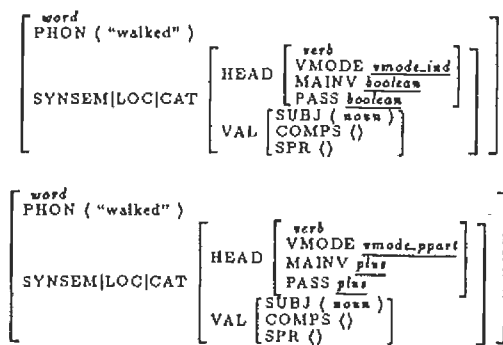 word
PHON ⟨ “walked” ⟩
verb
VMODE vmode_ind
HEAD MAINV boolean
PASS boolean
SYNSEM|LOC|CAT
SUBJ ⟨ noun ⟩
VAL COMPS ⟨⟩
SPR ⟨⟩
word
PHON ⟨ “walked” ⟩
verb
VMODE vmode_ppart
HEAD MAINV plus
PASS plus
SYNSEM|LOC|CAT
SUBJ ⟨ noun ⟩
VAL COMPS ⟨⟩
SPR ⟨⟩